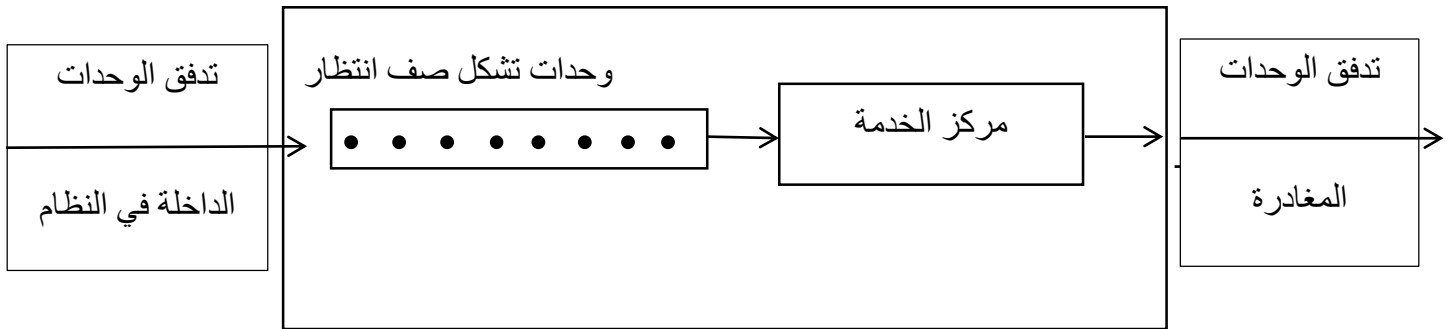 تدفق الوحدات
الداخلة في النظام
وحدات تشكل صف انتظار
مركز الخدمة
تدفق الوحدات
المغادرة